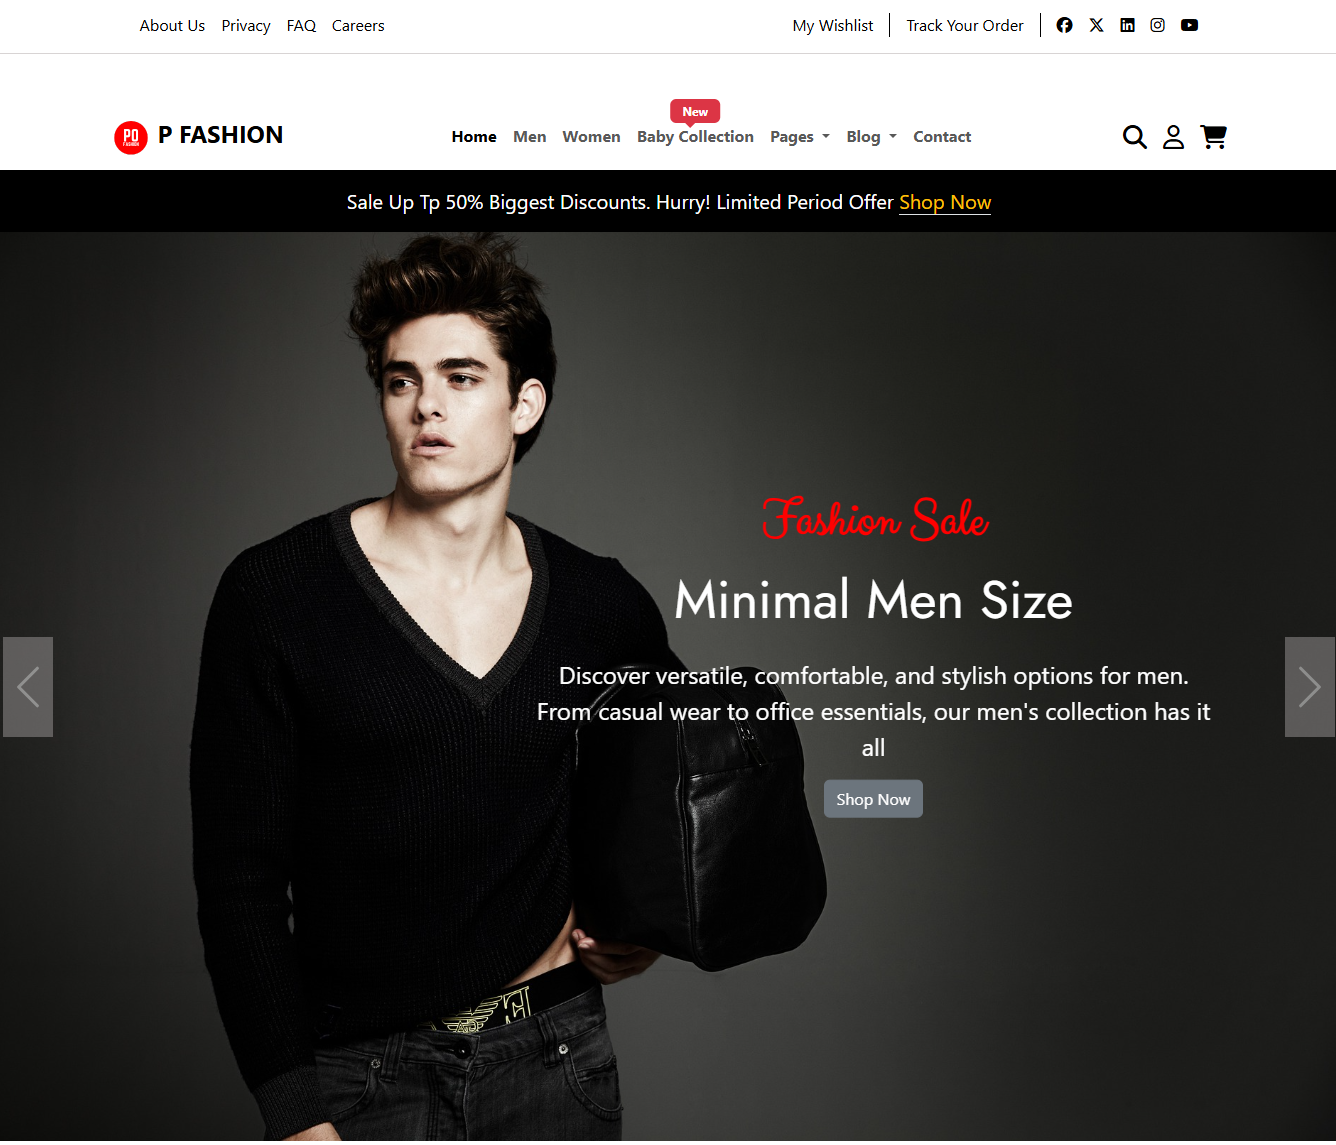 About Us Privacy FAQ Careers My Wishlist Track Your Order
New
PO
FASHION
P FASHION Home Men Women Baby Collection Pages Blog Contact
Sale Up Tp 50% Biggest Discounts. Hurry! Limited Period Offer Shop Now
Fashion Sale
Minimal Men Size
Discover versatile, comfortable, and stylish options for men.
From casual wear to office essentials, our men's collection has it
all
Shop Now